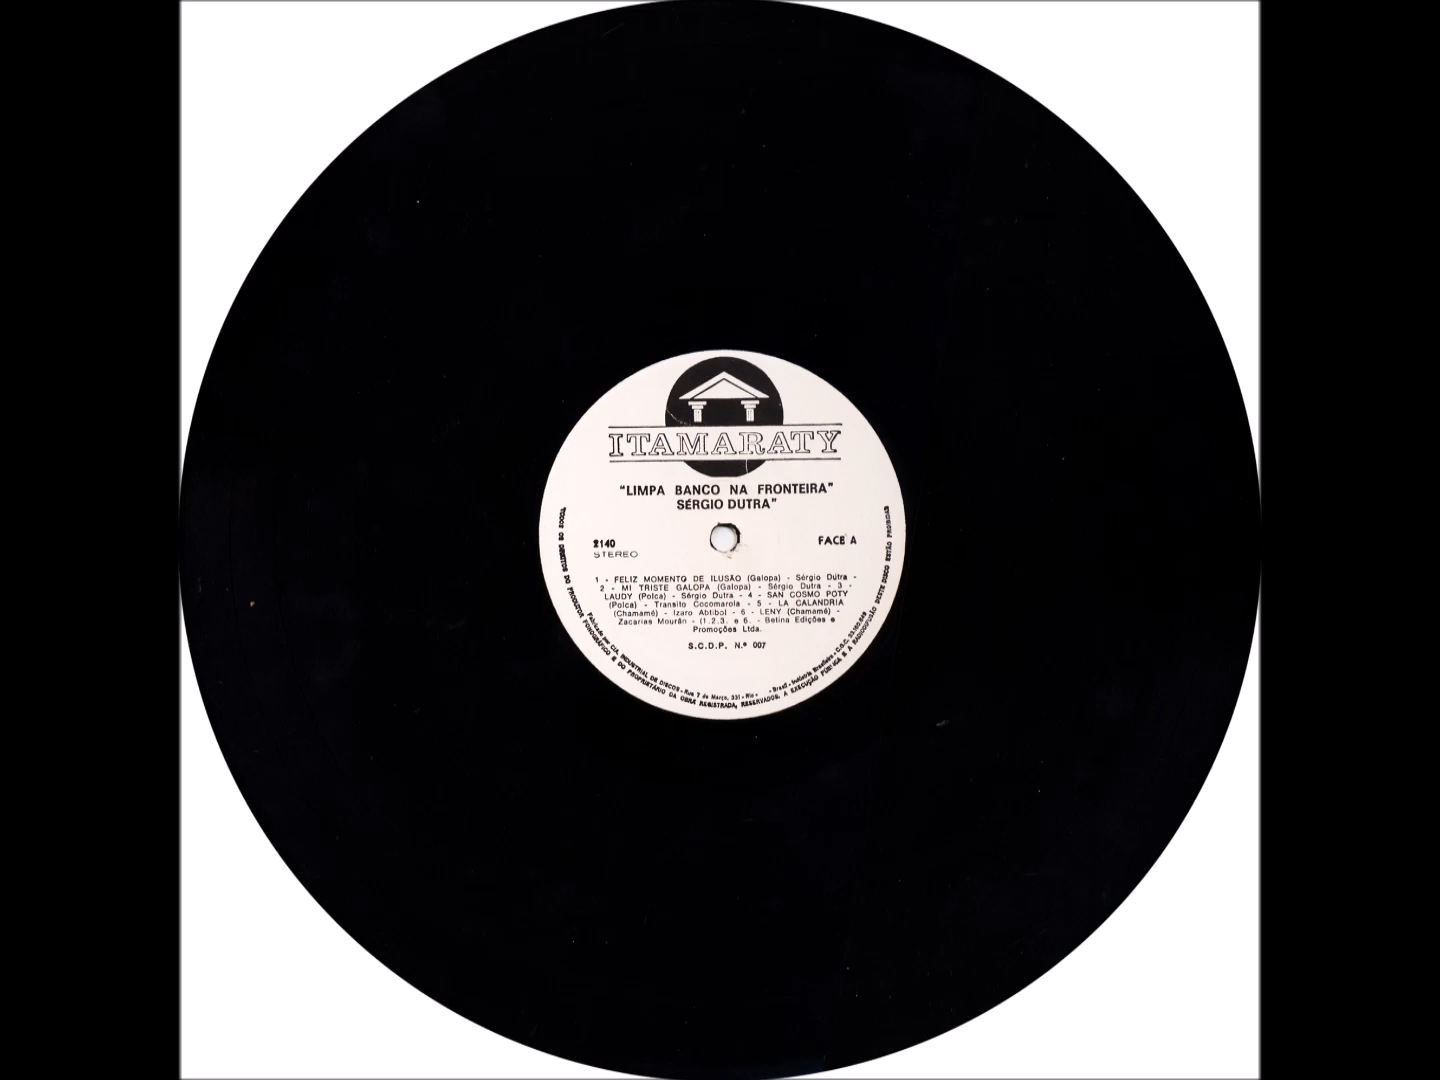 ITAMARATY
"LIMPA BANCO NA FRONTEIRA"
SÉRGIO DUTRA"
2140
STEREO
FACE A
1 - FELIZ MOMENTO DE ILUSÃO (Galopa) - Sérgio Dutra -
2 - MI TRISTE GALOPA (Galopa) - Sérgio Dutra - 3 -
LAUDY (Polca) - Sérgio Dutra - 4 - SAN COSMO POTY
(Polca) - Transito Cocomarola - 5 - LA CALANDRIA
(Chamamé) - Izaro Abtibol - 6 - LENY (Chamamé) -
Zacarias Mourão - (1.2.3. e 6. - Betina Edições e
Promoções Ltda.
S.C.D.P. N.º 007
Fabricado por CIA. INDUSTRIAL DE DISCOS - Rua 7 de Março, 331 - Rio - - Brasil - Indústria Brasileira - C.G.C.
TODOS OS DIREITOS DO PRODUTOR FONOGRÁFICO E DO PROPRIETÁRIO DA OBRA REGISTRADA, RESERVADOS. A EXECUÇÃO PÚBLICA E A RADIODIFUSÃO DESTE DISCO ESTÃO PROIBIDAS